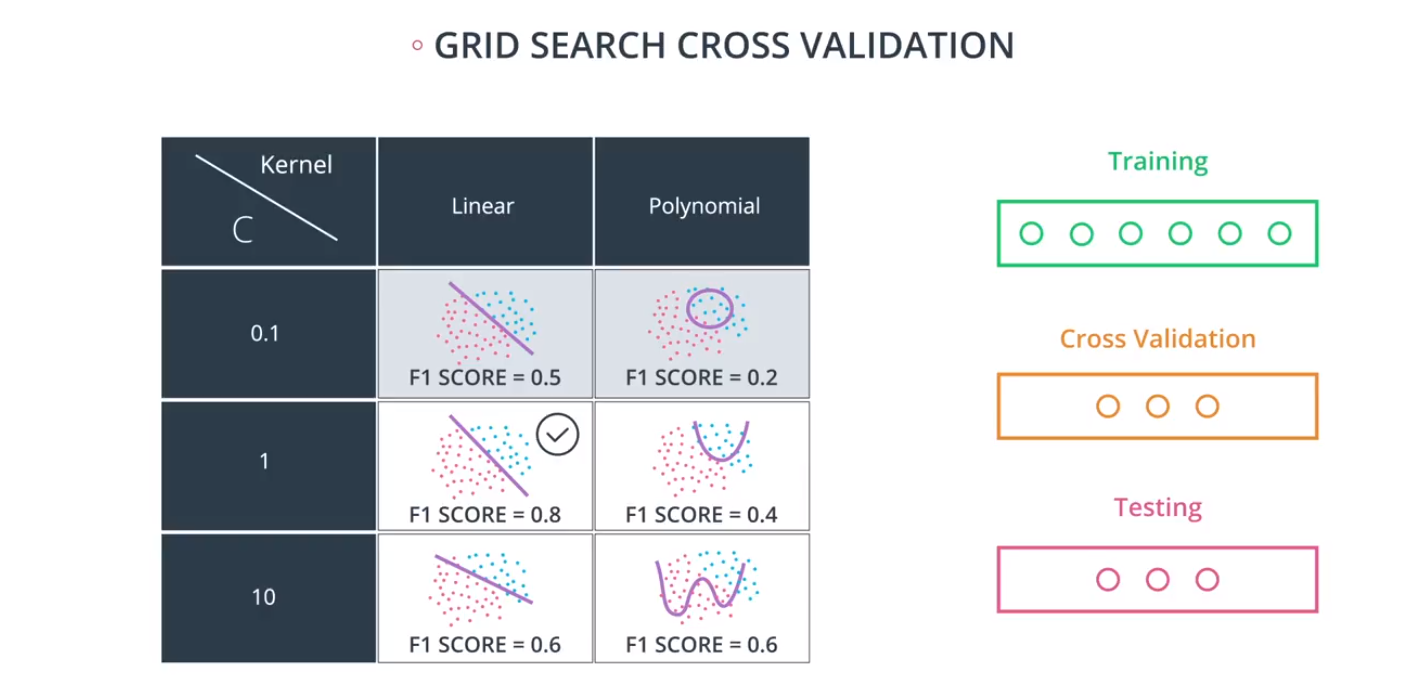 GRID SEARCH CROSS VALIDATION
Kernel
C
Linear
Polynomial
0.1
F1 SCORE = 0.5
F1 SCORE = 0.2
1
F1 SCORE = 0.8
F1 SCORE = 0.4
10
F1 SCORE = 0.6
F1 SCORE = 0.6
Training
Cross Validation
Testing